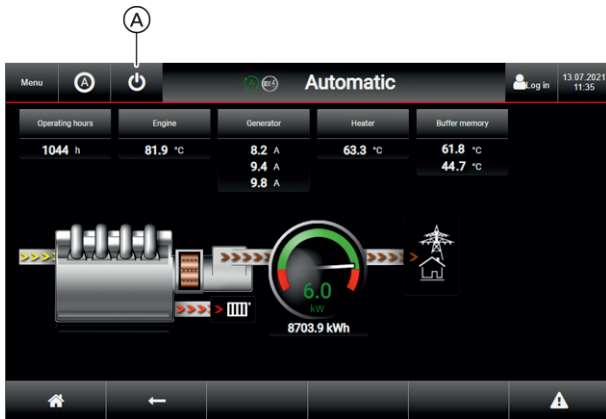 A
Menu
A
Automatic
Log in
13.07.2021
11:35
Operating hours
Engine
Generator
Heater
Buffer memory
1044 h
81.9 °C
8.2 A
63.3 °C
61.8 °C
9.4 A
44.7 °C
9.8 A
6.0
kW
8703.9 kWh